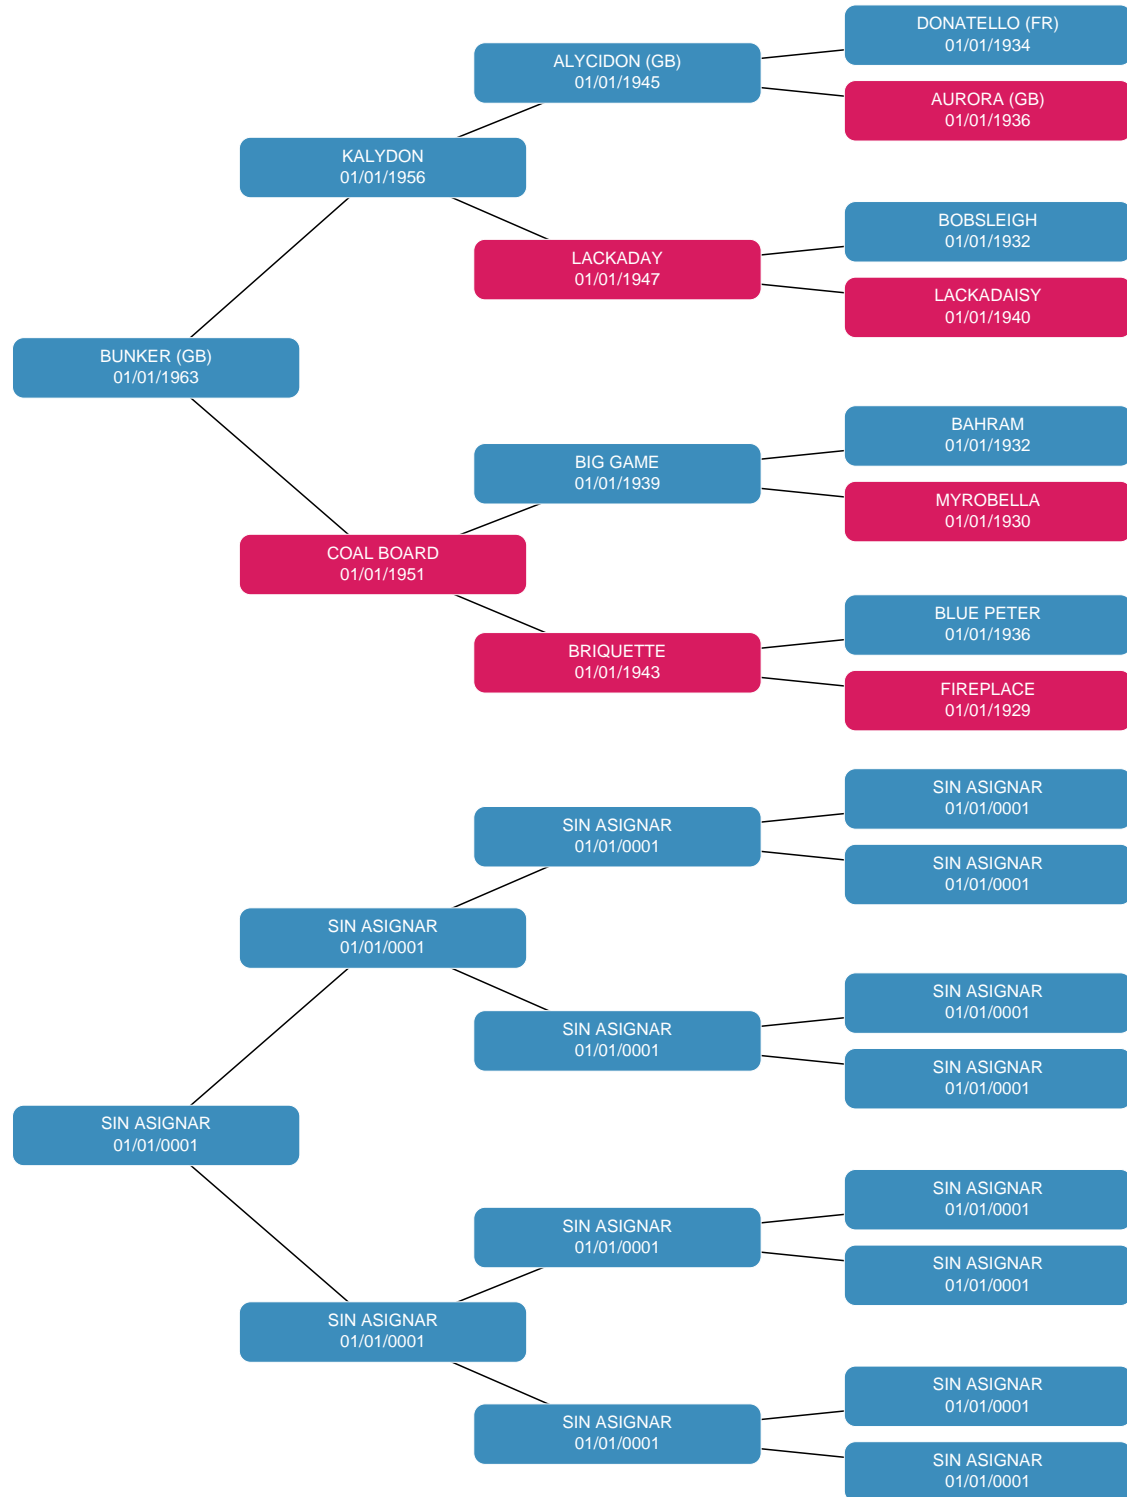 DONATELLO (FR)
01/01/1934
ALYCIDON (GB)
01/01/1945
AURORA (GB)
01/01/1936
KALYDON
01/01/1956
BOBSLEIGH
01/01/1932
LACKADAY
01/01/1947
LACKADAISY
01/01/1940
BUNKER (GB)
01/01/1963
BAHRAM
01/01/1932
BIG GAME
01/01/1939
MYROBELLA
01/01/1930
COAL BOARD
01/01/1951
BLUE PETER
01/01/1936
BRIQUETTE
01/01/1943
FIREPLACE
01/01/1929
SIN ASIGNAR
01/01/0001
SIN ASIGNAR
01/01/0001
SIN ASIGNAR
01/01/0001
SIN ASIGNAR
01/01/0001
SIN ASIGNAR
01/01/0001
SIN ASIGNAR
01/01/0001
SIN ASIGNAR
01/01/0001
SIN ASIGNAR
01/01/0001
SIN ASIGNAR
01/01/0001
SIN ASIGNAR
01/01/0001
SIN ASIGNAR
01/01/0001
SIN ASIGNAR
01/01/0001
SIN ASIGNAR
01/01/0001
SIN ASIGNAR
01/01/0001
SIN ASIGNAR
01/01/0001